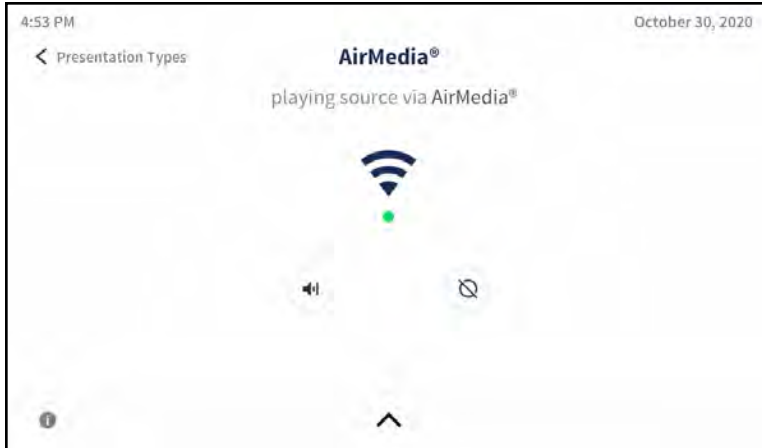 4:53 PM
October 30, 2020
Presentation Types
AirMedia®
playing source via AirMedia®